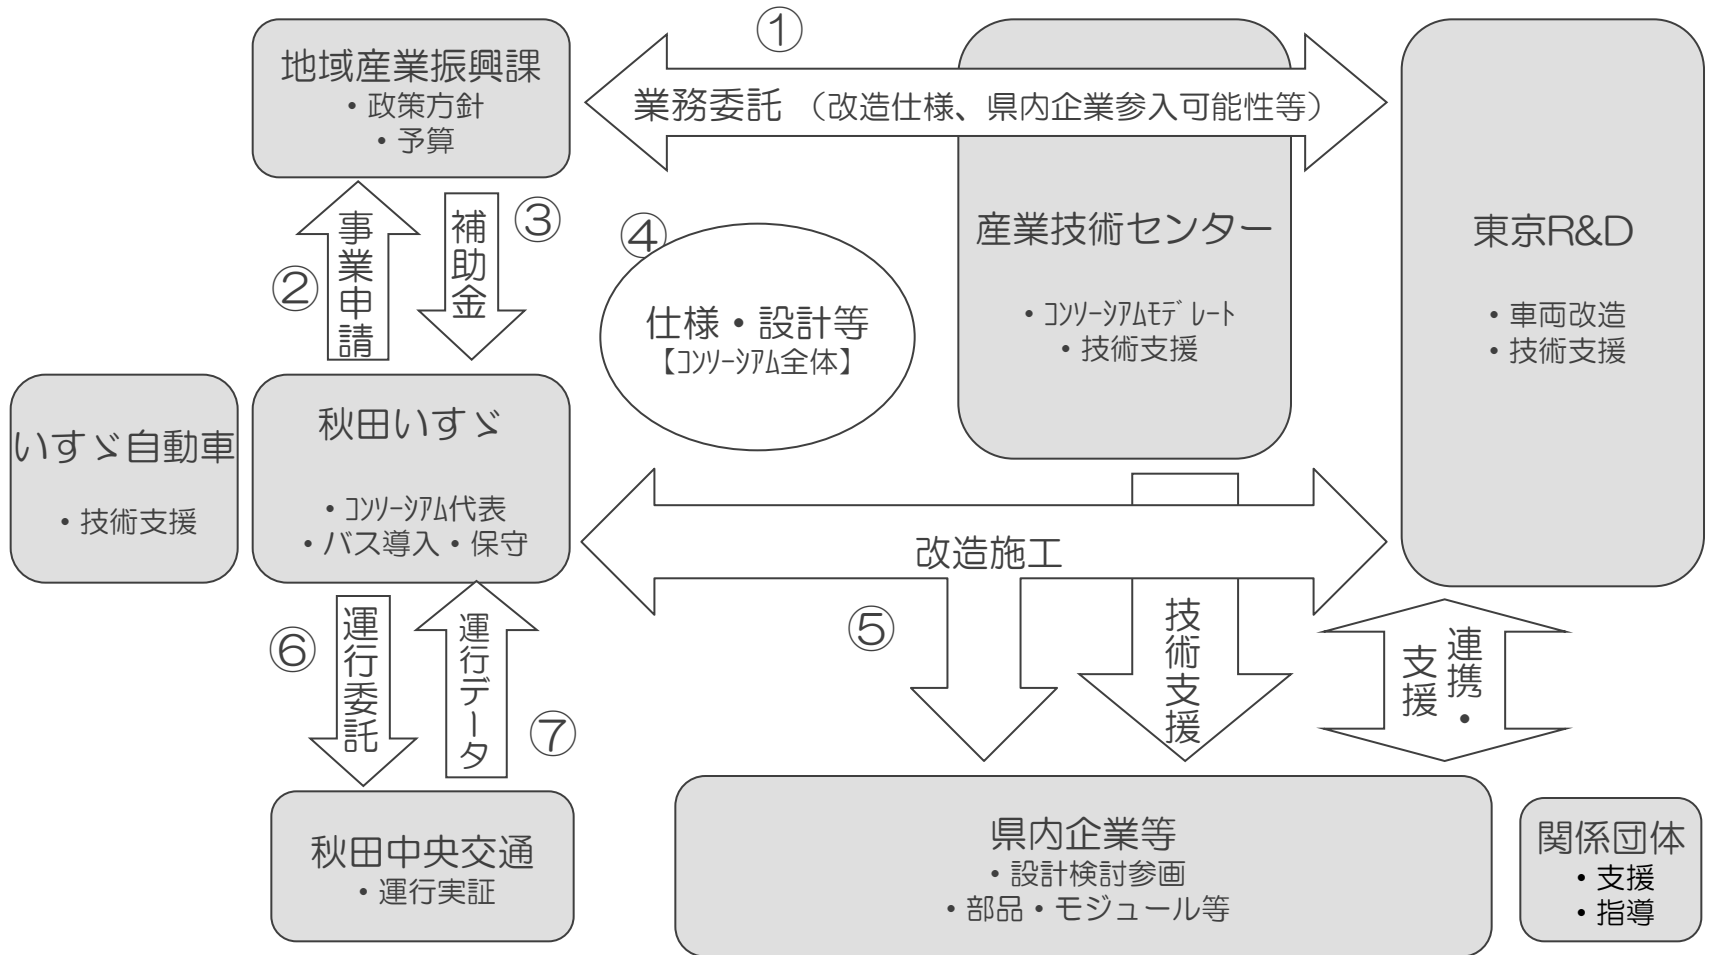 ①
地域産業振興課
・政策方針
・予算
業務委託 （改造仕様、県内企業参入可能性等）
産業技術センター
・ｺﾝｿｰｼｱﾑﾓﾃﾞﾚｰﾄ
・技術支援
東京R&D
・車両改造
・技術支援
②
事業申請
補助金
③
④
仕様・設計等
【ｺﾝｿｰｼｱﾑ全体】
いすゞ自動車
・技術支援
秋田いすゞ
・ｺﾝｿｰｼｱﾑ代表
・バス導入・保守
改造施工
⑤
技術支援
連携・
支援
⑥
運行委託
運行データ
⑦
秋田中央交通
・運行実証
県内企業等
・設計検討参画
・部品・モジュール等
関係団体
・支援
・指導